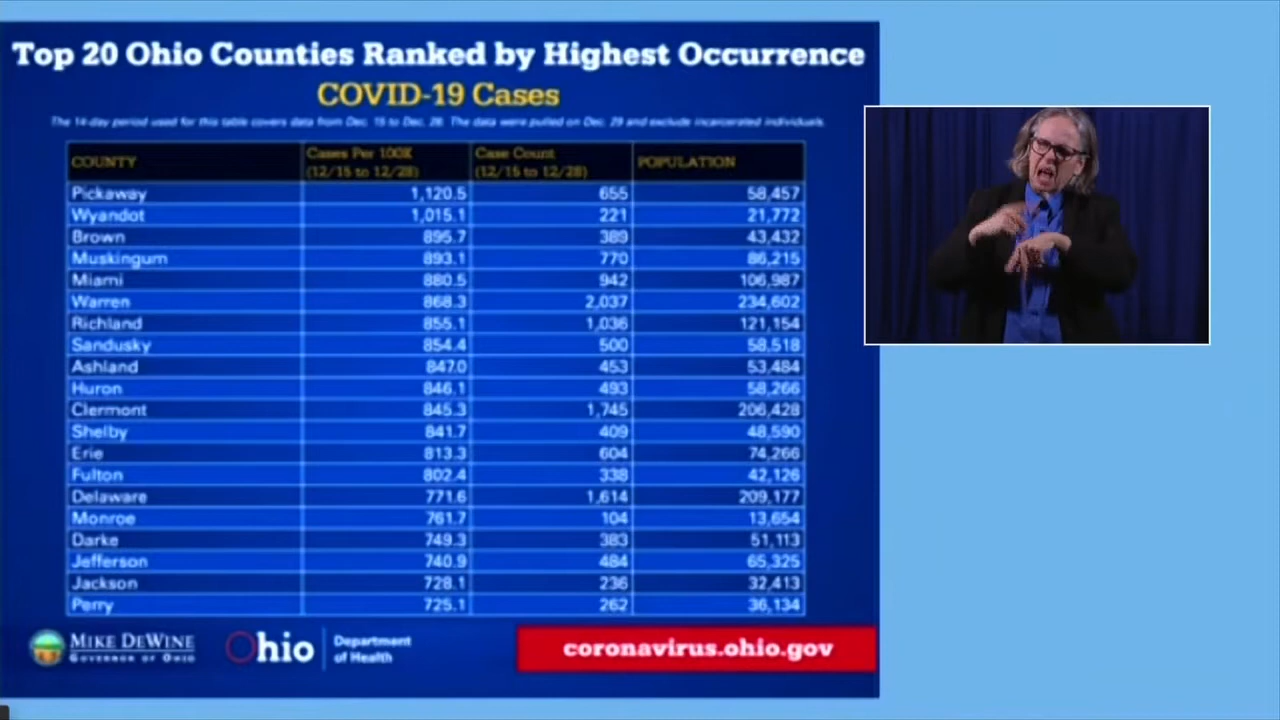 Top 20 Ohio Counties Ranked by Highest Occurrence
COVID-19 Cases
The 14-day period used for this table covers data from Dec. 15 to Dec. 28. The data were pulled on Dec. 29 and exclude incarcerated individuals.
COUNTY Cases Per 100K (12/15 to 12/28) Case Count (12/15 to 12/28) POPULATION
Pickaway 1,120.5 655 58,457
Wyandot 1,015.1 221 21,772
Brown 895.7 389 43,432
Muskingum 893.1 770 86,215
Miami 880.5 942 106,987
Warren 868.3 2,037 234,602
Richland 855.1 1,036 121,154
Sandusky 854.4 500 58,518
Ashland 847.0 453 53,484
Huron 846.1 493 58,266
Clermont 845.3 1,745 206,428
Shelby 841.7 409 48,590
Erie 813.3 604 74,266
Fulton 802.4 338 42,126
Delaware 771.6 1,614 209,177
Monroe 761.7 104 13,654
Darke 749.3 383 51,113
Jefferson 740.9 484 65,325
Jackson 728.1 236 32,413
Perry 725.1 262 36,134
MIKE DEWINE
GOVERNOR OF OHIO
Ohio
Department
of Health
coronavirus.ohio.gov